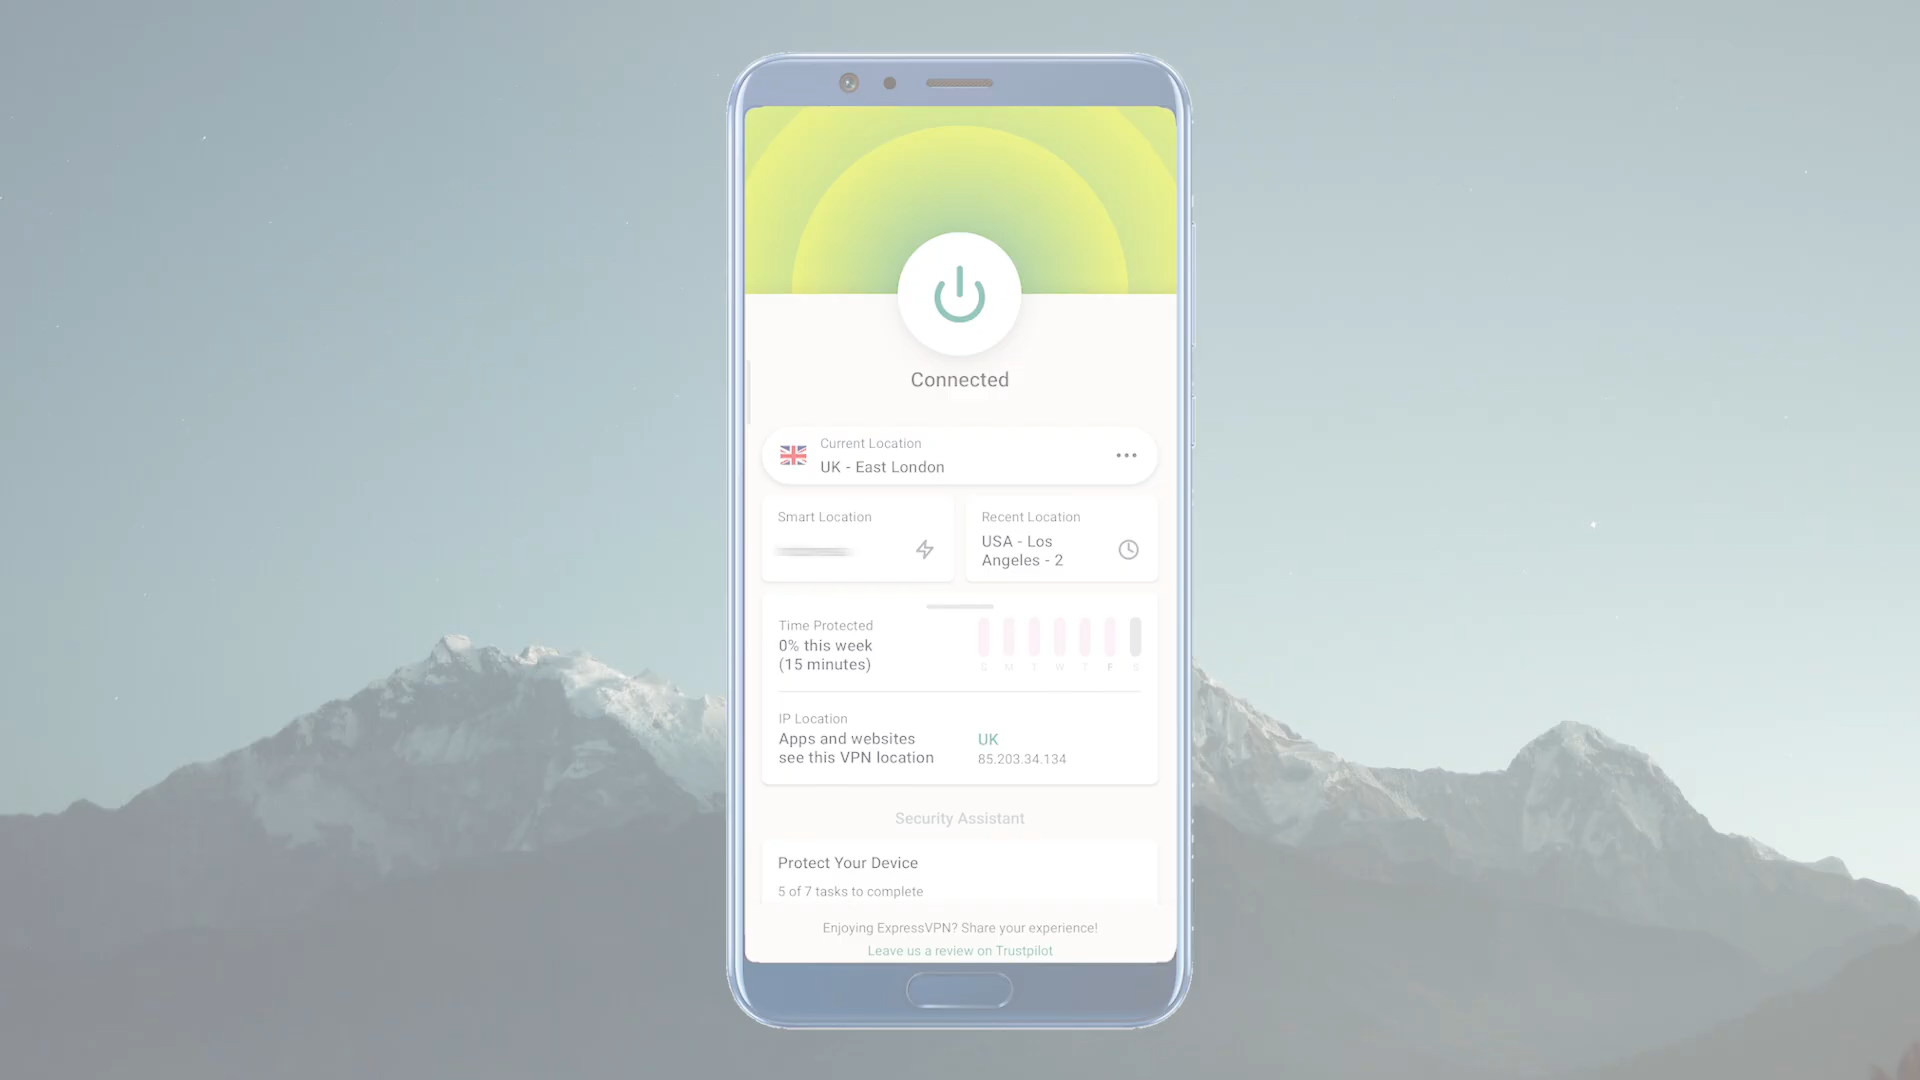 Connected
Current Location
UK - East London
Smart Location
Recent Location
USA - Los
Angeles - 2
Time Protected
0% this week
(15 minutes)
S M T W T F S
IP Location
Apps and websites
see this VPN location
UK
85.203.34.134
Security Assistant
Protect Your Device
5 of 7 tasks to complete
Enjoying ExpressVPN? Share your experience!
Leave us a review on Trustpilot